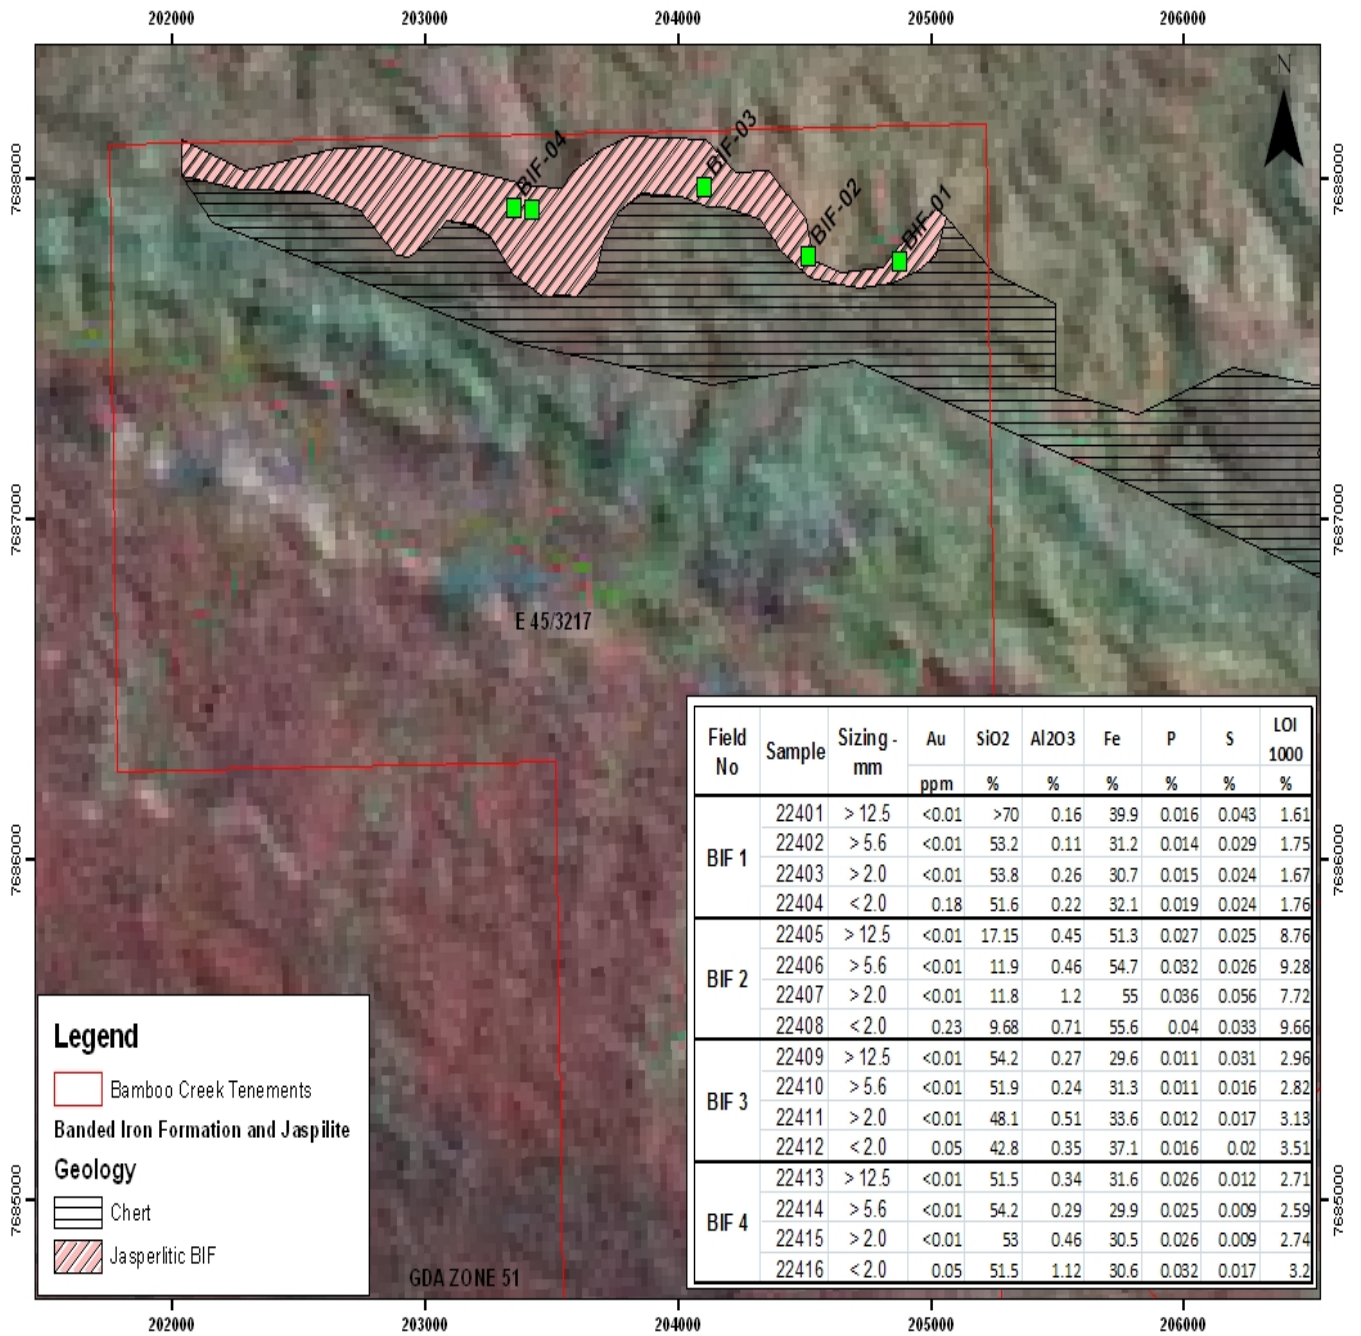 202000 203000 204000 205000 206000
N
7688000 7688000
BIF-04
BIF-03
BIF-02
BIF-01
7687000 7687000
E 45/3217
7686000 7686000
7685000 7685000
Field No Sample Sizing - mm Au SiO2 Al2O3 Fe P S LOI 1000
ppm % % % % % %
BIF 1
22401 > 12.5 <0.01 >70 0.16 39.9 0.016 0.043 1.61
22402 > 5.6 <0.01 53.2 0.11 31.2 0.014 0.029 1.75
22403 > 2.0 <0.01 53.8 0.26 30.7 0.015 0.024 1.67
22404 < 2.0 0.18 51.6 0.22 32.1 0.019 0.024 1.76
BIF 2
22405 > 12.5 <0.01 17.15 0.45 51.3 0.027 0.025 8.76
22406 > 5.6 <0.01 11.9 0.46 54.7 0.032 0.026 9.28
22407 > 2.0 <0.01 11.8 1.2 55 0.036 0.056 7.72
22408 < 2.0 0.23 9.68 0.71 55.6 0.04 0.033 9.66
BIF 3
22409 > 12.5 <0.01 54.2 0.27 29.6 0.011 0.031 2.96
22410 > 5.6 <0.01 51.9 0.24 31.3 0.011 0.016 2.82
22411 > 2.0 <0.01 48.1 0.51 33.6 0.012 0.017 3.13
22412 < 2.0 0.05 42.8 0.35 37.1 0.016 0.02 3.51
BIF 4
22413 > 12.5 <0.01 51.5 0.34 31.6 0.026 0.012 2.71
22414 > 5.6 <0.01 54.2 0.29 29.9 0.025 0.009 2.59
22415 > 2.0 <0.01 53 0.46 30.5 0.026 0.009 2.74
22416 < 2.0 0.05 51.5 1.12 30.6 0.032 0.017 3.2
Legend
Bamboo Creek Tenements
Banded Iron Formation and Jaspilite
Geology
Chert
Jasperlitic BIF
GDA ZONE 51
202000 203000 204000 205000 206000